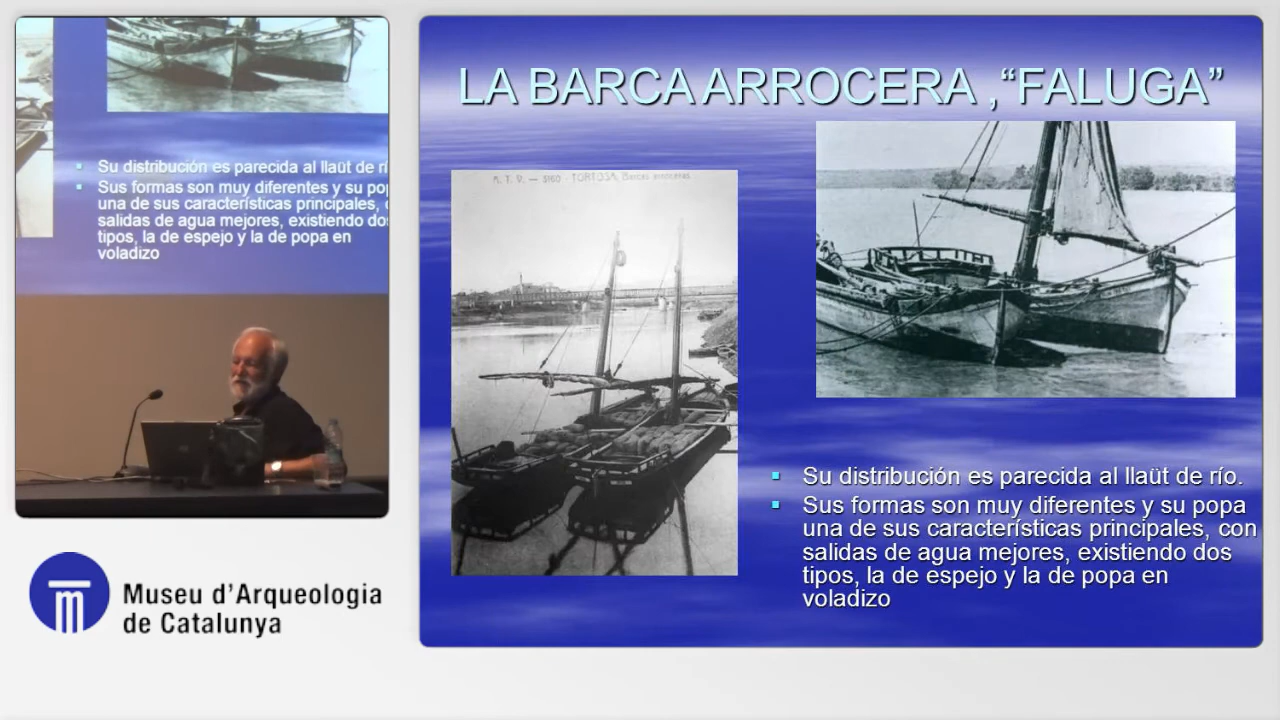 Su distribución es parecida al llaüt de rí
Sus formas son muy diferentes y su pop
una de sus características principales,
salidas de agua mejores, existiendo dos
tipos, la de espejo y la de popa en
voladizo
Museu d'Arqueologia
de Catalunya
LA BARCA ARROCERA ,“FALUGA”
TORTOSA. Barcas arroceras
Su distribución es parecida al llaüt de río.
Sus formas son muy diferentes y su popa
una de sus características principales, con
salidas de agua mejores, existiendo dos
tipos, la de espejo y la de popa en
voladizo